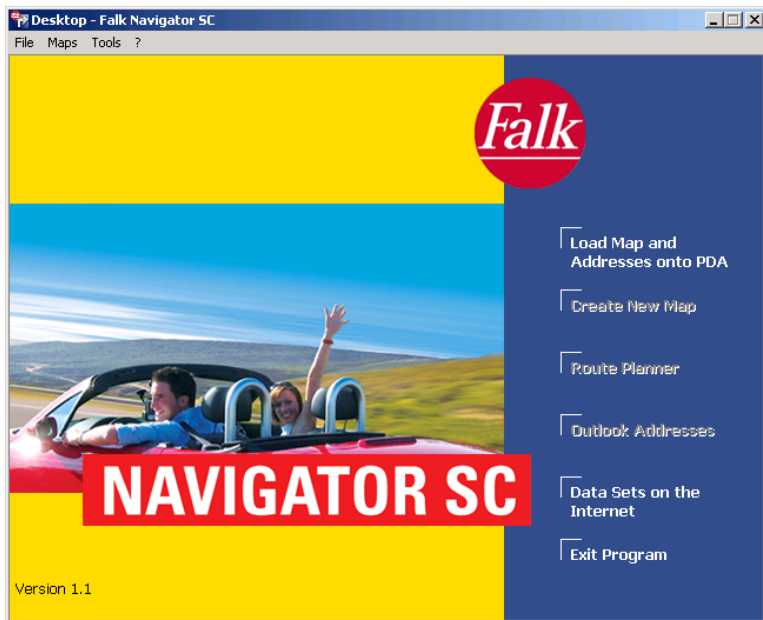 Desktop - Falk Navigator SC
File Maps Tools ?
Falk
Load Map and
Addresses onto PDA
Create New Map
Route Planner
Outlook Addresses
Data Sets on the
Internet
Exit Program
NAVIGATOR SC
Version 1.1